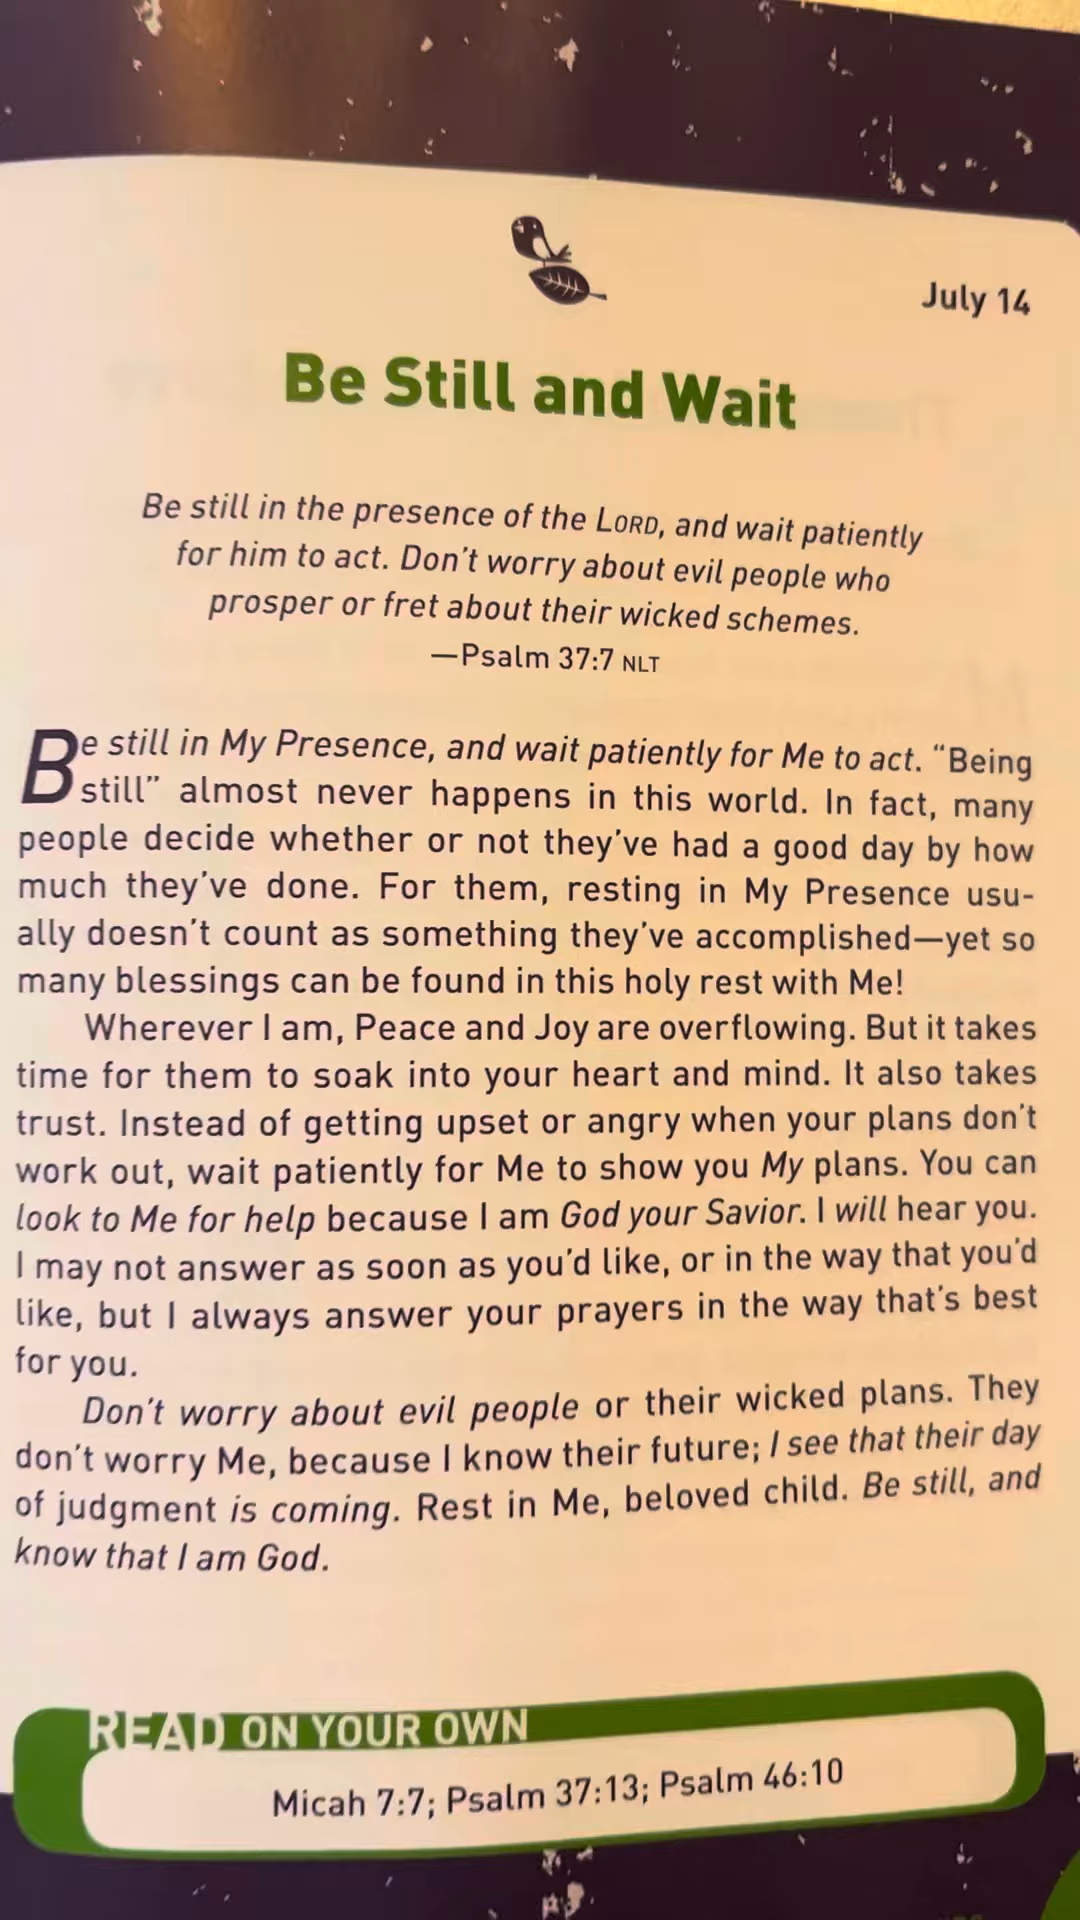 July 14
Be Still and Wait
Be still in the presence of the LORD, and wait patiently
for him to act. Don't worry about evil people who
prosper or fret about their wicked schemes.
—Psalm 37:7 NLT
Be still in My Presence, and wait patiently for Me to act. "Being
still" almost never happens in this world. In fact, many
people decide whether or not they've had a good day by how
much they've done. For them, resting in My Presence usu-
ally doesn't count as something they've accomplished—yet so
many blessings can be found in this holy rest with Me!
Wherever I am, Peace and Joy are overflowing. But it takes
time for them to soak into your heart and mind. It also takes
trust. Instead of getting upset or angry when your plans don't
work out, wait patiently for Me to show you My plans. You can
look to Me for help because I am God your Savior. I will hear you.
I may not answer as soon as you'd like, or in the way that you'd
like, but I always answer your prayers in the way that's best
for you.
Don't worry about evil people or their wicked plans. They
don't worry Me, because I know their future; I see that their day
of judgment is coming. Rest in Me, beloved child. Be still, and
know that I am God.
READ ON YOUR OWN
Micah 7:7; Psalm 37:13; Psalm 46:10